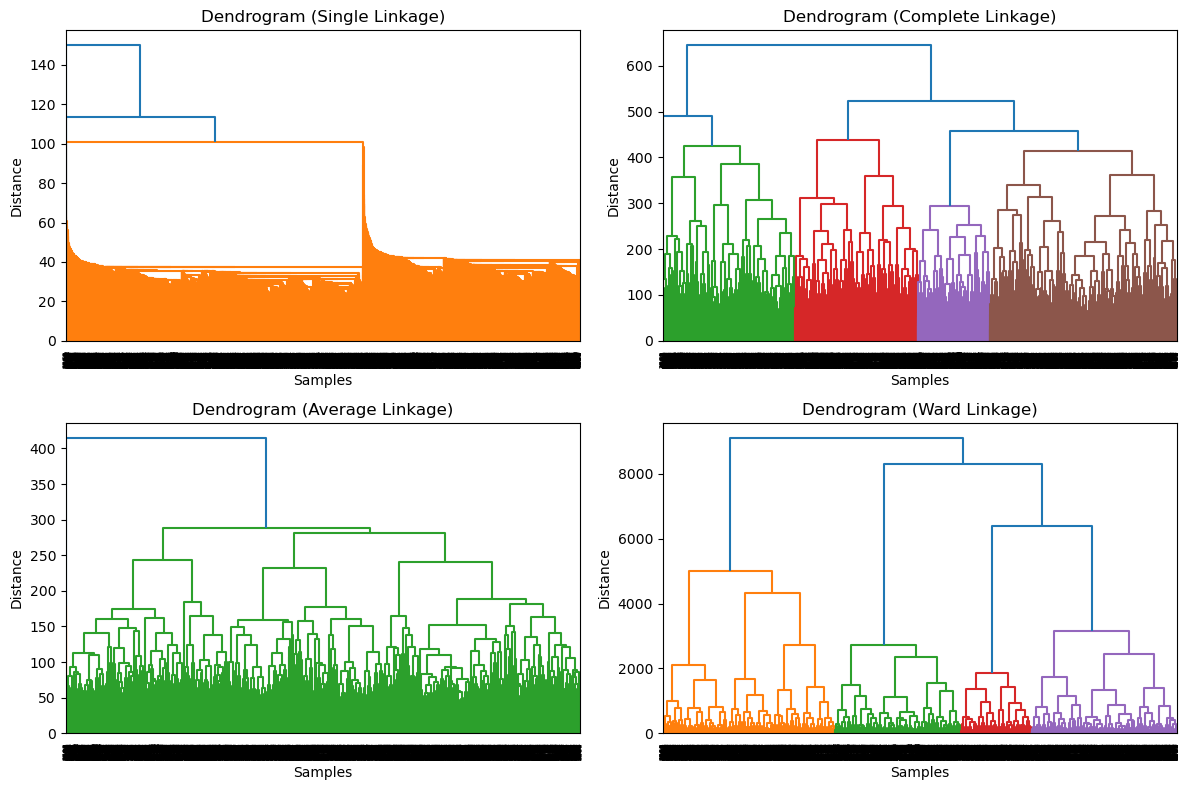 Dendrogram (Single Linkage)
140
120
100
80
60
40
20
0
Distance
Samples
Dendrogram (Complete Linkage)
600
500
400
300
200
100
0
Distance
Samples
Dendrogram (Average Linkage)
400
350
300
250
200
150
100
50
0
Distance
Samples
Dendrogram (Ward Linkage)
8000
6000
4000
2000
0
Distance
Samples